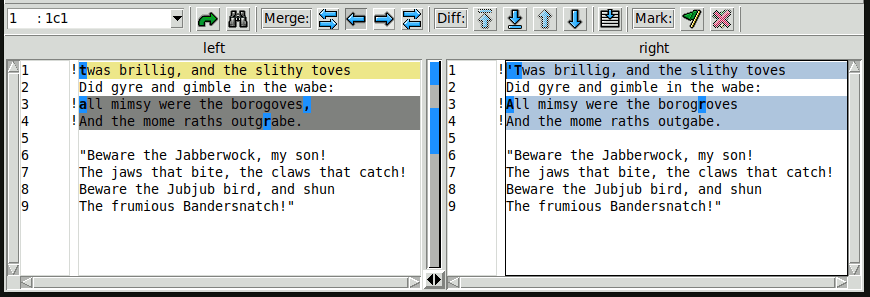 1 : 1c1 Merge: Diff: Mark:
left right
1 ! twas brillig, and the slithy toves
2 Did gyre and gimble in the wabe:
3 ! all mimsy were the borogoves,
4 ! And the mome raths outgrabe.
5
6 "Beware the Jabberwock, my son!
7 The jaws that bite, the claws that catch!
8 Beware the Jubjub bird, and shun
9 The frumious Bandersnatch!"
1 ! 'Twas brillig, and the slithy toves
2 Did gyre and gimble in the wabe:
3 ! All mimsy were the borogroves
4 ! And the mome raths outgabe.
5
6 "Beware the Jabberwock, my son!
7 The jaws that bite, the claws that catch!
8 Beware the Jubjub bird, and shun
9 The frumious Bandersnatch!"